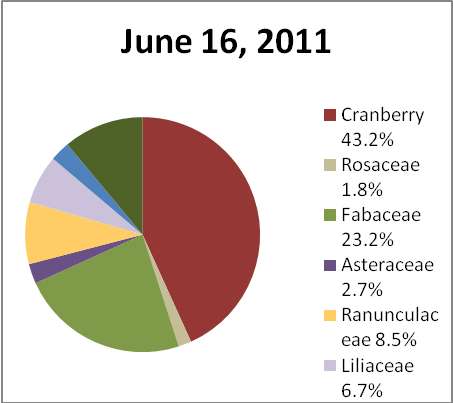 June 16, 2011
Cranberry
43.2%
Rosaceae
1.8%
Fabaceae
23.2%
Asteraceae
2.7%
Ranunculac
eae 8.5%
Liliaceae
6.7%